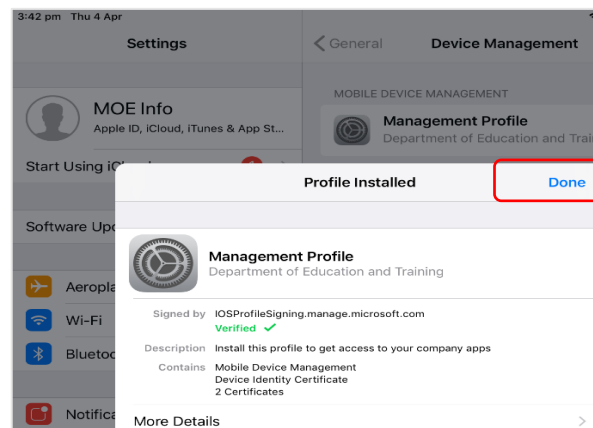 3:42 pm Thu 4 Apr
Settings
General
Device Management
MOBILE DEVICE MANAGEMENT
MOE Info
Apple ID, iCloud, iTunes & App St...
Management Profile
Department of Education and Trai
Start Using
Profile Installed
Done
Software
Management Profile
Department of Education and Training
Signed by IOSProfileSigning.manage.microsoft.com
Verified ✓
Description Install this profile to get access to your company apps
Contains Mobile Device Management
Device Identity Certificate
2 Certificates
More Details
Aeropla
Wi-Fi
Bluetoo
Notifica